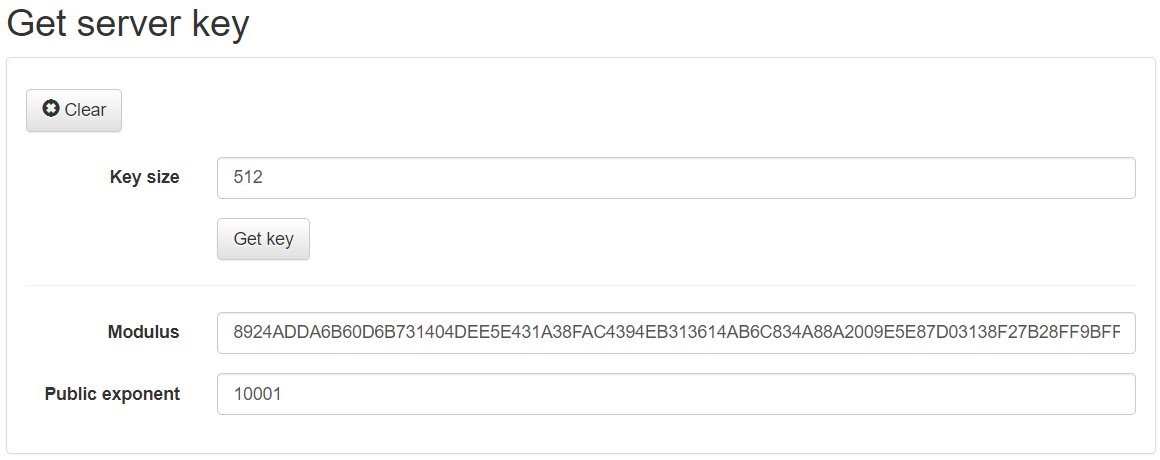 Get server key
Clear
Key size
512
Get key
Modulus
8924ADDA6B60D6B731404DEE5E431A38FAC4394EB313614AB6C834A88A2009E5E87D03138F27B28FF9BFF
Public exponent
10001